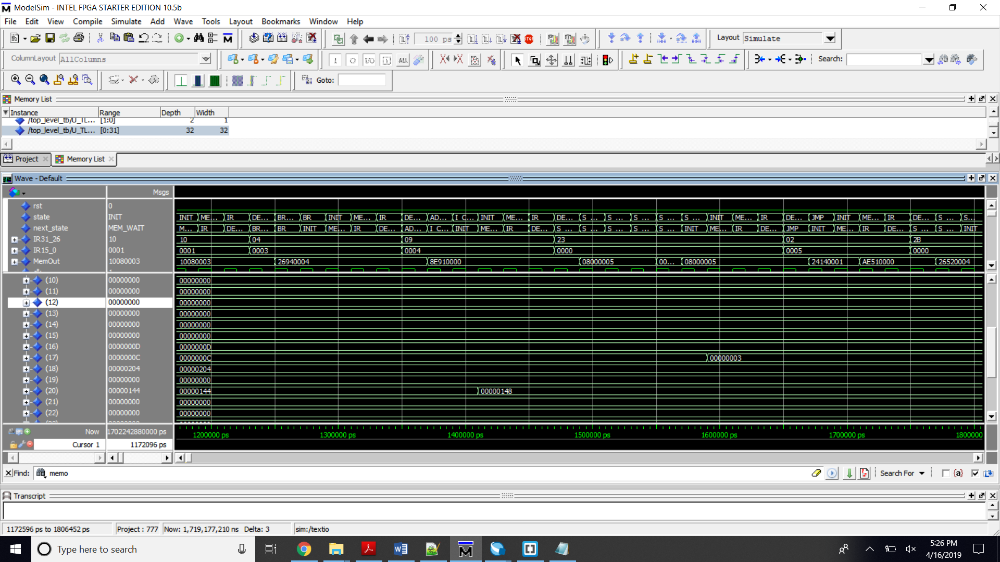 ModelSim - INTEL FPGA STARTER EDITION 10.5b
File Edit View Compile Simulate Add Wave Tools Layout Bookmarks Window Help
100 ps
Layout Simulate
ColumnLayout AllColumns
Search:
Goto:
Memory List
Instance Range Depth Width
/top_level_tb/U_TL... [1:0] 2 1
/top_level_tb/U_TL... [0:31] 32 32
Project Memory List
Wave - Default
Msgs
rst 0
state INIT INIT ME... IR DE... BR... BR INIT ME... IR DE... AD... I C... INIT ME... IR DE... S ... S ... S ... S ... S ... INIT ME... IR DE... JMP INIT ME... IR DE... S ... S...
next_state MEM_WAIT M... IR DE... BR... BR INIT ME... IR DE... AD... I C... INIT ME... IR DE... S ... S ... S ... S ... S ... INIT ME... IR DE... JMP INIT ME... IR DE... S ... S ... INIT
IR31_26 10 10 04 09 23 02 2B
IR15_0 0001 0001 0003 0004 0000 0005 0000
MemOut 10080003 10080003 26940004 8E910000 08000005 00... 08000005 24140001 AE510000 26520004
(10) 00000000 00000000
(11) 00000000 00000000
(12) 00000000 00000000
(13) 00000000 00000000
(14) 00000000 00000000
(15) 00000000 00000000
(16) 0000000D 0000000D
(17) 0000000C 0000000C 00000003
(18) 00000204 00000204
(19) 00000000 00000000
(20) 00000144 00000144 00000148
(21) 00000000 00000000
(22) 00000000 00000000
Now 1702242880000 ps 1200000 ps 1300000 ps 1400000 ps 1500000 ps 1600000 ps 1700000 ps 1800000
Cursor 1 1172096 ps
Find: memo Search For
Transcript
1172596 ps to 1806452 ps Project : 777 Now: 1,719,177,210 ns Delta: 3 sim:/textio
Type here to search
5:26 PM
4/16/2019